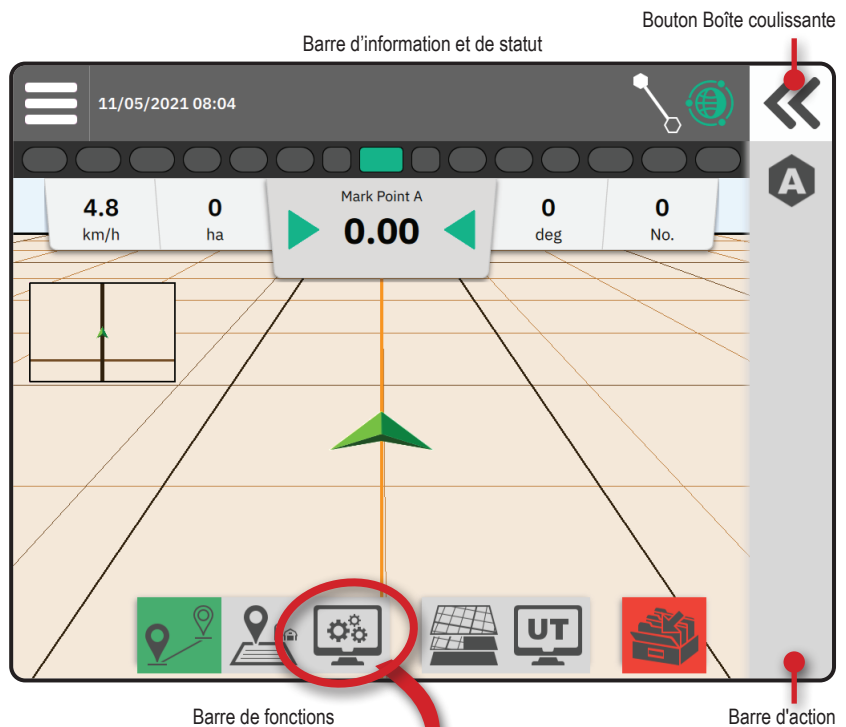 Bouton Boîte coulissante
Barre d'information et de statut
11/05/2021 08:04
A
4.8
km/h
0
ha
Mark Point A
0.00
0
deg
0
No.
UT
Barre de fonctions
Barre d'action